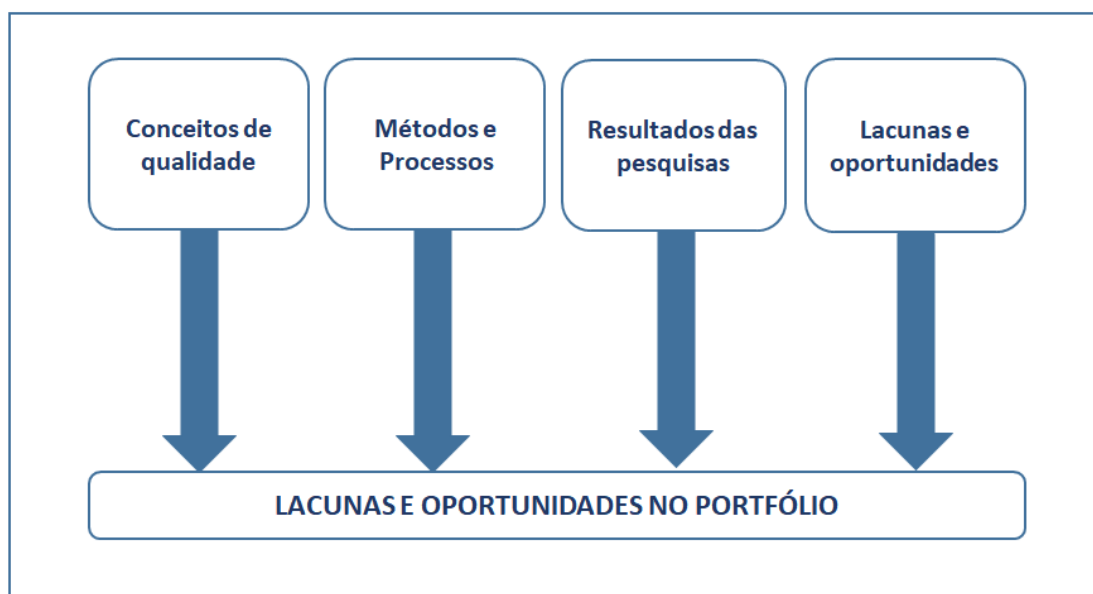 Conceitos de
qualidade
Métodos e
Processos
Resultados das
pesquisas
Lacunas e
oportunidades
LACUNAS E OPORTUNIDADES NO PORTFÓLIO